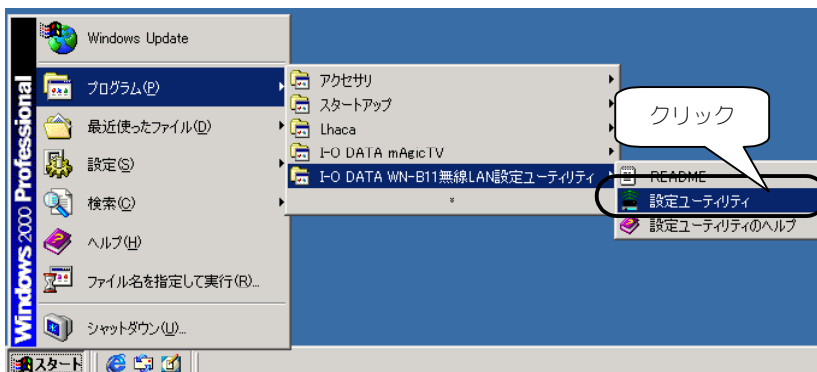 Windows 2000 Professional
Windows Update
プログラム(P)
最近使ったファイル(D)
設定(S)
検索(C)
ヘルプ(H)
ファイル名を指定して実行(R)...
シャットダウン(U)...
アクセサリ
スタートアップ
Lhaca
I-O DATA mAgicTV
I-O DATA WN-B11無線LAN設定ユーティリティ
クリック
README
設定ユーティリティ
設定ユーティリティのヘルプ
スタート